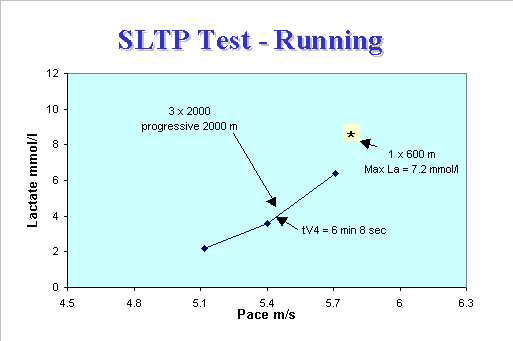 SLTP Test - Running
12
10
8
6
4
2
0
Lactate mmol/l
3 x 2000
progressive 2000 m
*
1 x 600 m
Max La = 7.2 mmol/l
tV4 = 6 min 8 sec
4.5 4.8 5.1 5.4 5.7 6 6.3
Pace m/s